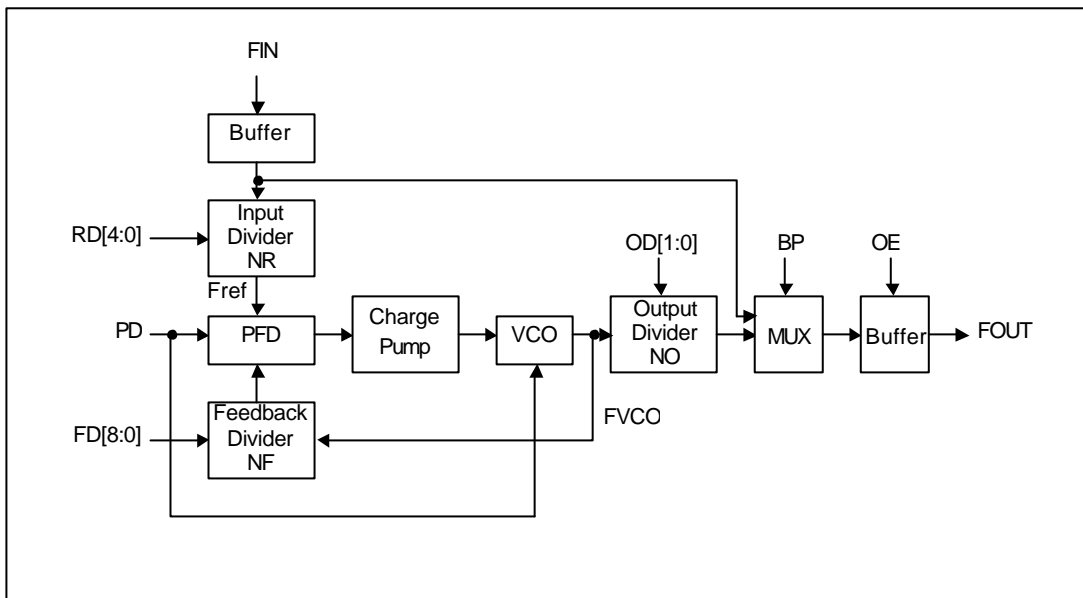 FIN
Buffer
Input
Divider
NR
RD[4:0]
OD[1:0]
BP
OE
Fref
PD
PFD
Charge
Pump
VCO
Output
Divider
NO
MUX
Buffer
FOUT
FD[8:0]
Feedback
Divider
NF
FVCO